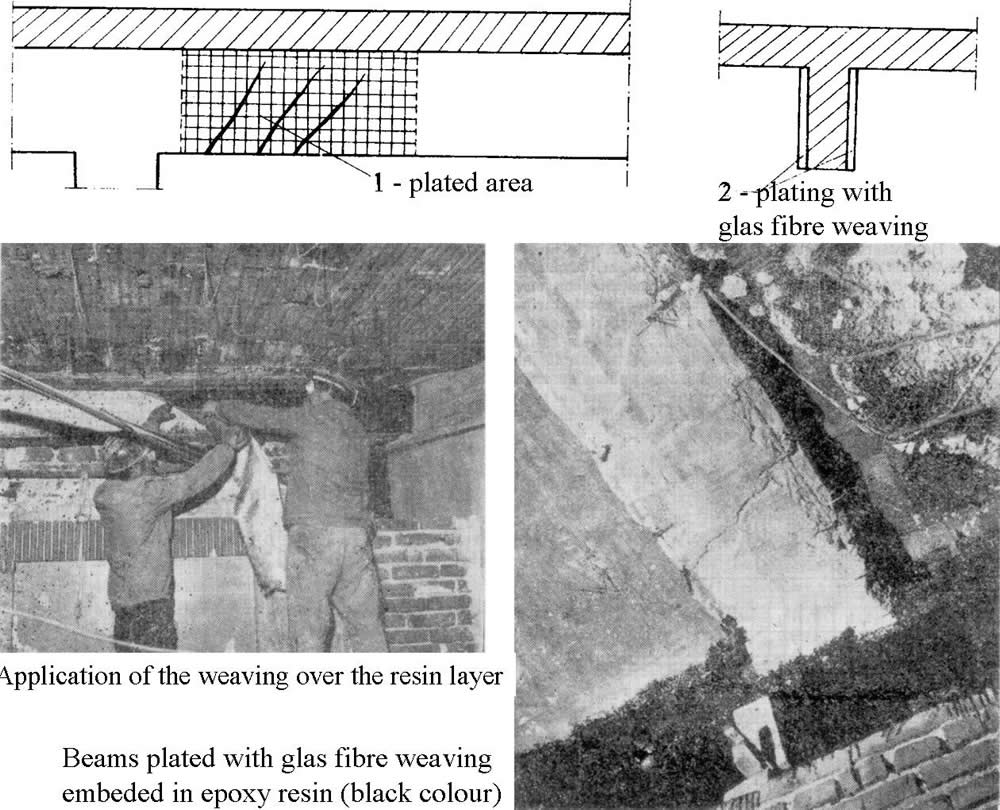 1 - plated area
2 - plating with
glas fibre weaving
Application of the weaving over the resin layer
Beams plated with glas fibre weaving
embeded in epoxy resin (black colour)